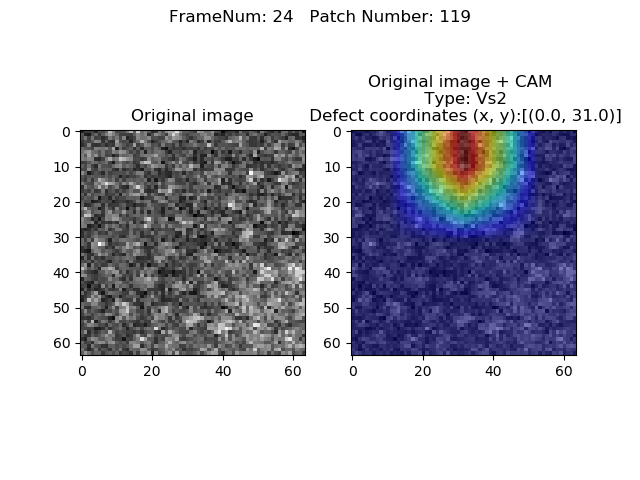 FrameNum: 24   Patch Number: 119
Original image
Original image + CAM
Type: Vs2
Defect coordinates (x, y):[(0.0, 31.0)]
0
10
20
30
40
50
60
0 20 40 60
0
10
20
30
40
50
60
0 20 40 60